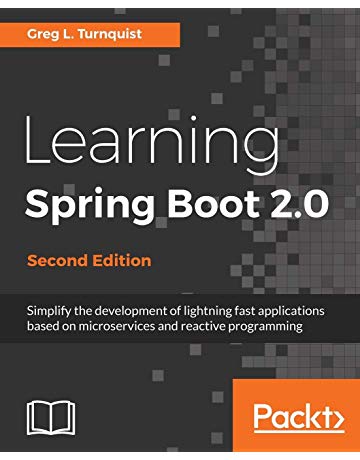 Greg L. Turnquist
Learning
Spring Boot 2.0
Second Edition
Simplify the development of lightning fast applications
based on microservices and reactive programming
Packt>